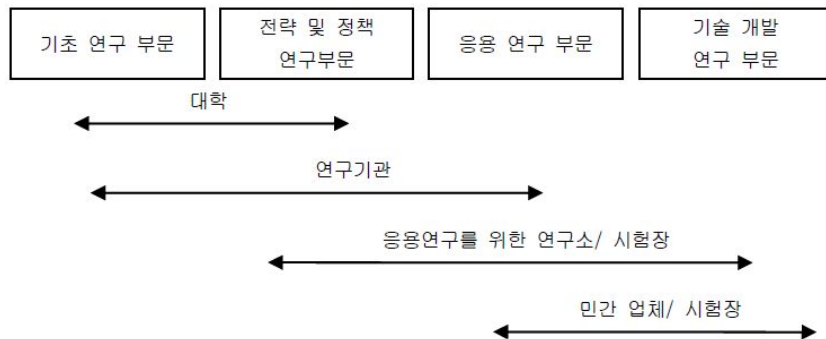 기초 연구 부문
전략 및 정책
연구부문
응용 연구 부문
기술 개발
연구 부문
대학
연구기관
응용연구를 위한 연구소/ 시험장
민간 업체/ 시험장